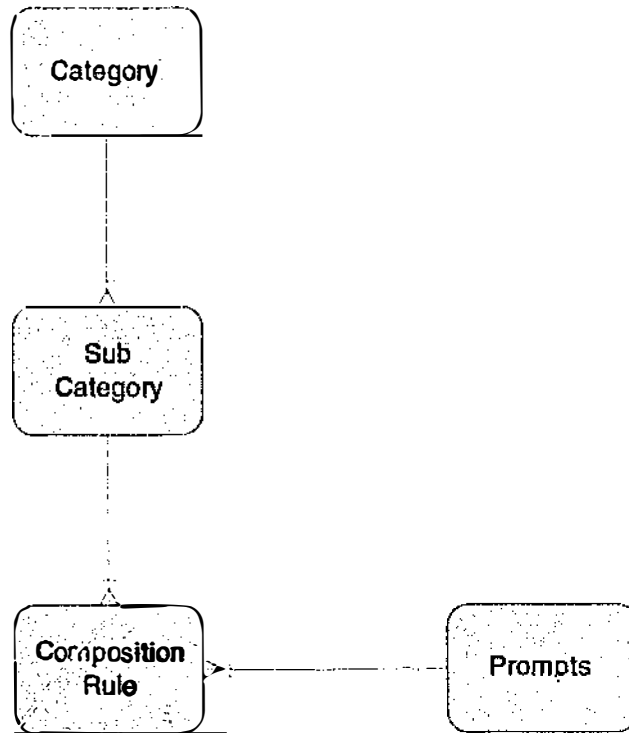 Category
Sub
Category
Composition
Rule
Prompts